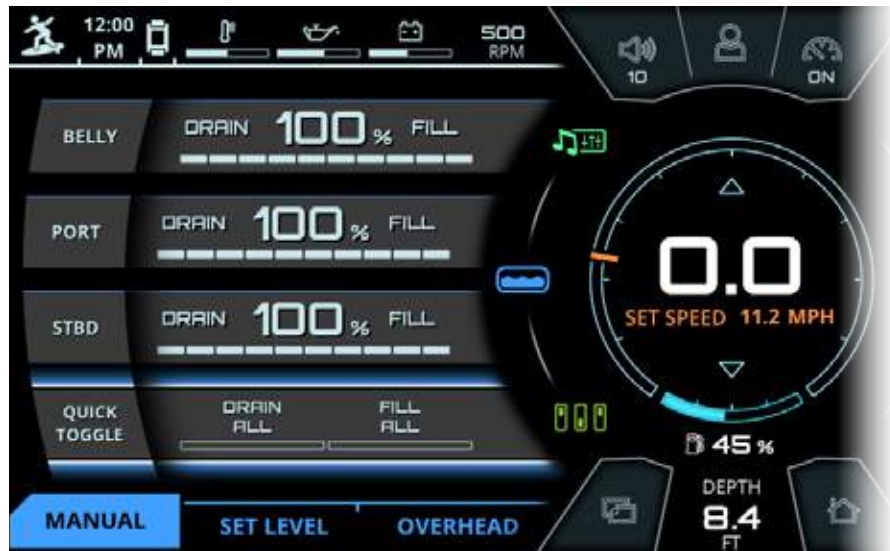 12:00
PM
500
RPM
10
ON
BELLY
DRAIN 100 % FILL
PORT
DRAIN 100 % FILL
STBD
DRAIN 100 % FILL
QUICK
TOGGLE
DRAIN
ALL
FILL
ALL
0.0
SET SPEED 11.2 MPH
45 %
DEPTH
8.4
FT
MANUAL
SET LEVEL
OVERHEAD